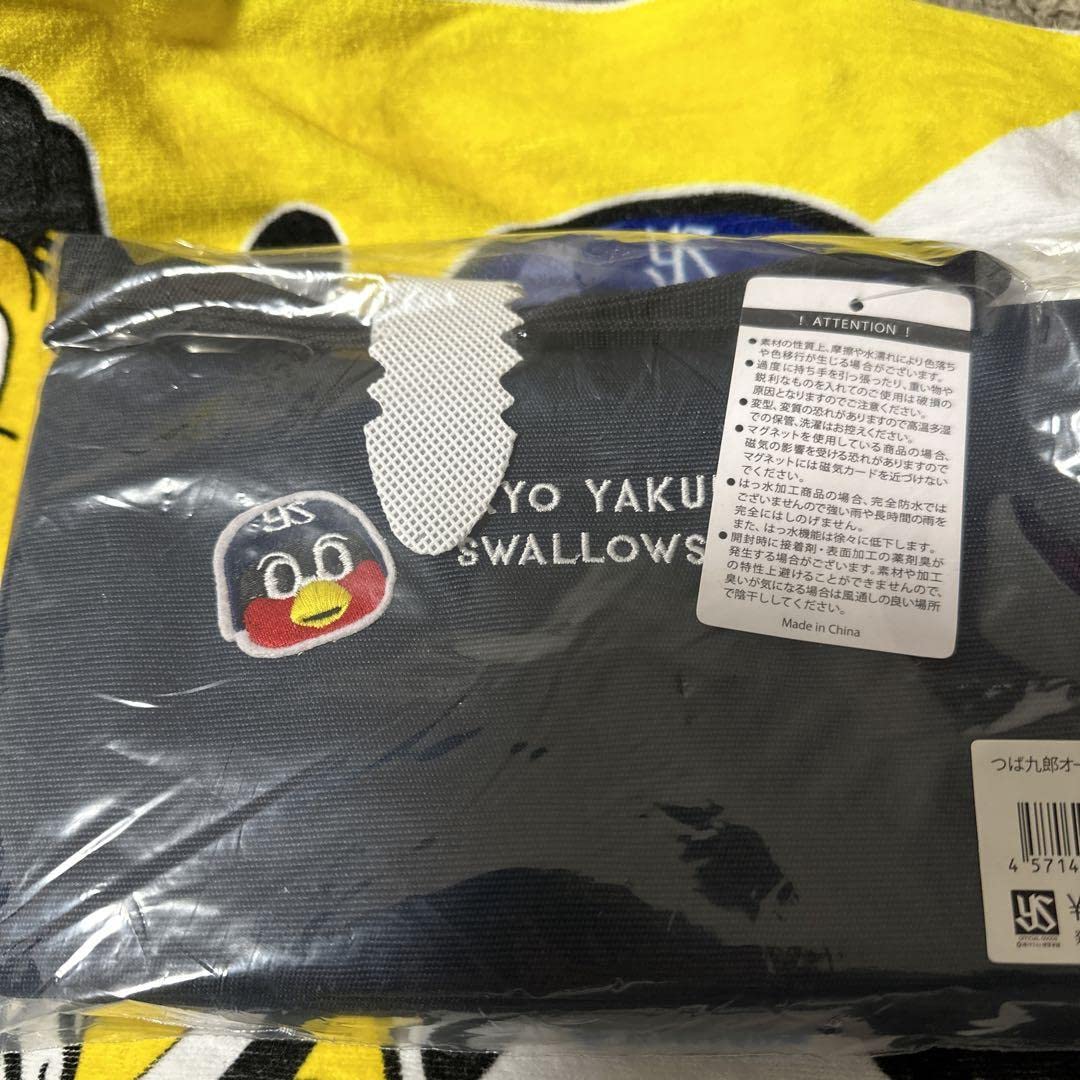 ! ATTENTION !
●素材の性質上、摩擦や水濡れにより色落ち
や色移行が生じる場合がございます。
●過度に持ち手を引っ張ったり、重い物や
鋭利なものを入れてのご使用は破損の
原因となりますのでご注意ください。
●変型、変質の恐れがありますので高温多湿
での保管、洗濯はお控えください。
●マグネットを使用している商品の場合、
磁気の影響を受ける恐れがありますので
マグネットには磁気カードを近づけない
でください。
●はっ水加工商品の場合、完全防水では
ございませんので強い雨や長時間の雨を
完全にはしのげません。
また、はっ水機能は徐々に低下します。
●開封時に接着剤・表面加工の薬剤臭が
発生する場合がございます。素材や加工
の特性上避けることができませんので、
臭いが気になる場合は風通しの良い場所
で陰干ししてください。
Made in China
KYO YAKU
SWALLOWS
つば九郎オー
4 5714